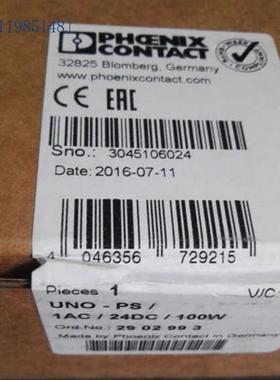 119851481
PHOENIX
CONTACT
32825 Blomberg, Germany
www.phoenixcontact.com
CE EAC
Sno.: 3045106024
Date: 2016-07-11
4 046356 729215
Pieces 1
V/C:
UNO - PS /
1AC / 24DC / 100W
Ord.-No.: 29 02 99 3
Made by Phoenix Contact in Germany